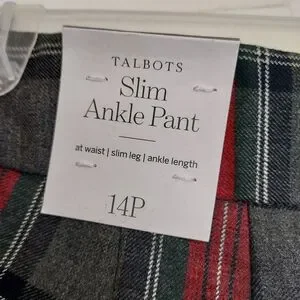 TALBOTS
Slim
Ankle Pant
at waist | slim leg | ankle length
14P